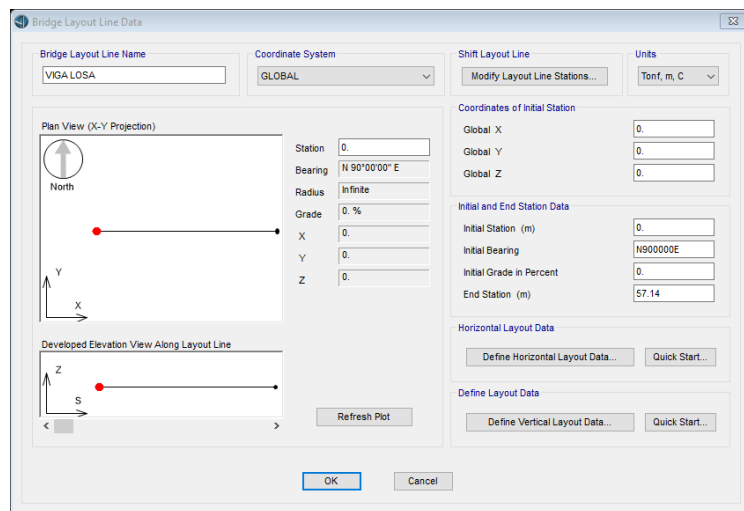 Bridge Layout Line Data
Bridge Layout Line Name
VIGA LOSA
Coordinate System
GLOBAL
Shift Layout Line
Modify Layout Line Stations...
Units
Tonf, m, C
Plan View (X-Y Projection)
North
Y
X
Station
0.
Bearing
N 90°00'00" E
Radius
Infinite
Grade
0. %
X
0.
Y
0.
Z
0.
Developed Elevation View Along Layout Line
Z
S
Refresh Plot
Coordinates of Initial Station
Global X
0.
Global Y
0.
Global Z
0.
Initial and End Station Data
Initial Station (m)
0.
Initial Bearing
N900000E
Initial Grade in Percent
0.
End Station (m)
57.14
Horizontal Layout Data
Define Horizontal Layout Data...
Quick Start...
Define Layout Data
Define Vertical Layout Data...
Quick Start...
OK
Cancel